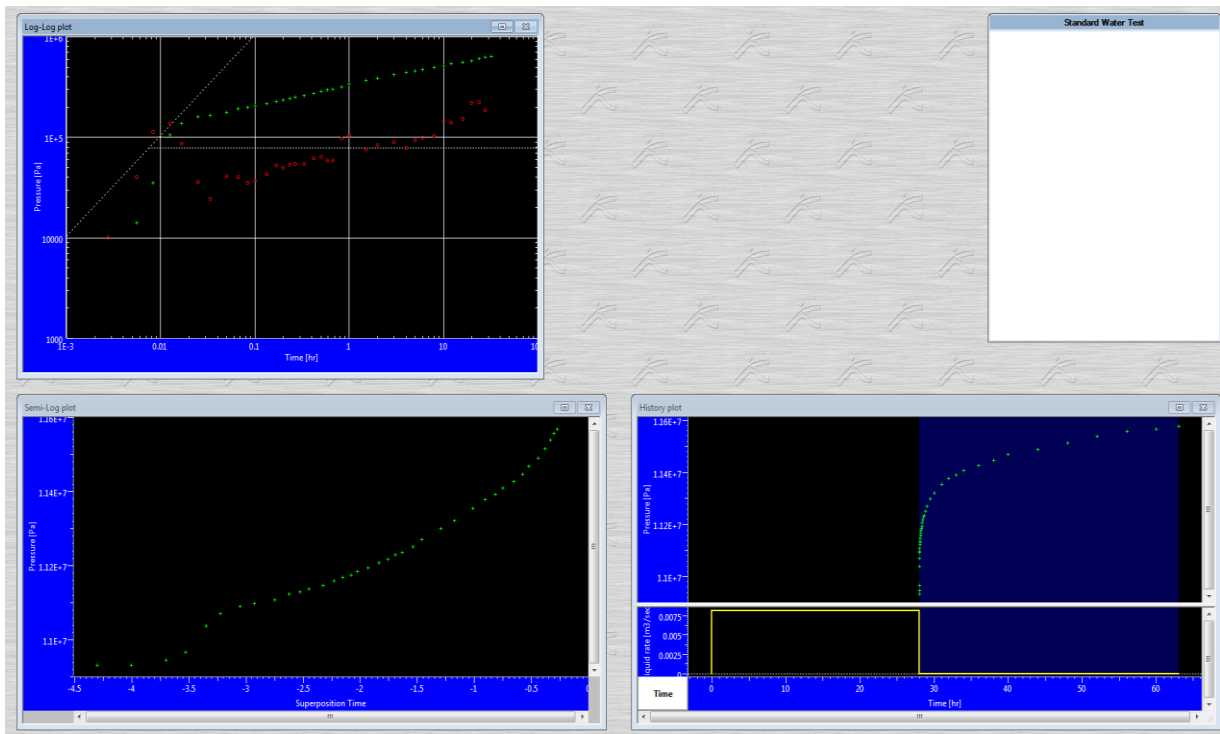 Log-Log plot
1E+6
1E+5
10000
1000
Pressure [Pa]
1E-3
0.01
0.1
1
10
10
Time [hr]
Standard Water Test
Semi-Log plot
1.16E+7
1.14E+7
1.12E+7
1.1E+7
Pressure [Pa]
-4.5
-4
-3.5
-3
-2.5
-2
-1.5
-1
-0.5
0
Superposition Time
History plot
1.16E+7
1.14E+7
1.12E+7
1.1E+7
Pressure [Pa]
0.0075
0.005
0.0025
0
iquid rate [m3/sec
Time
0
10
20
30
40
50
60
Time [hr]